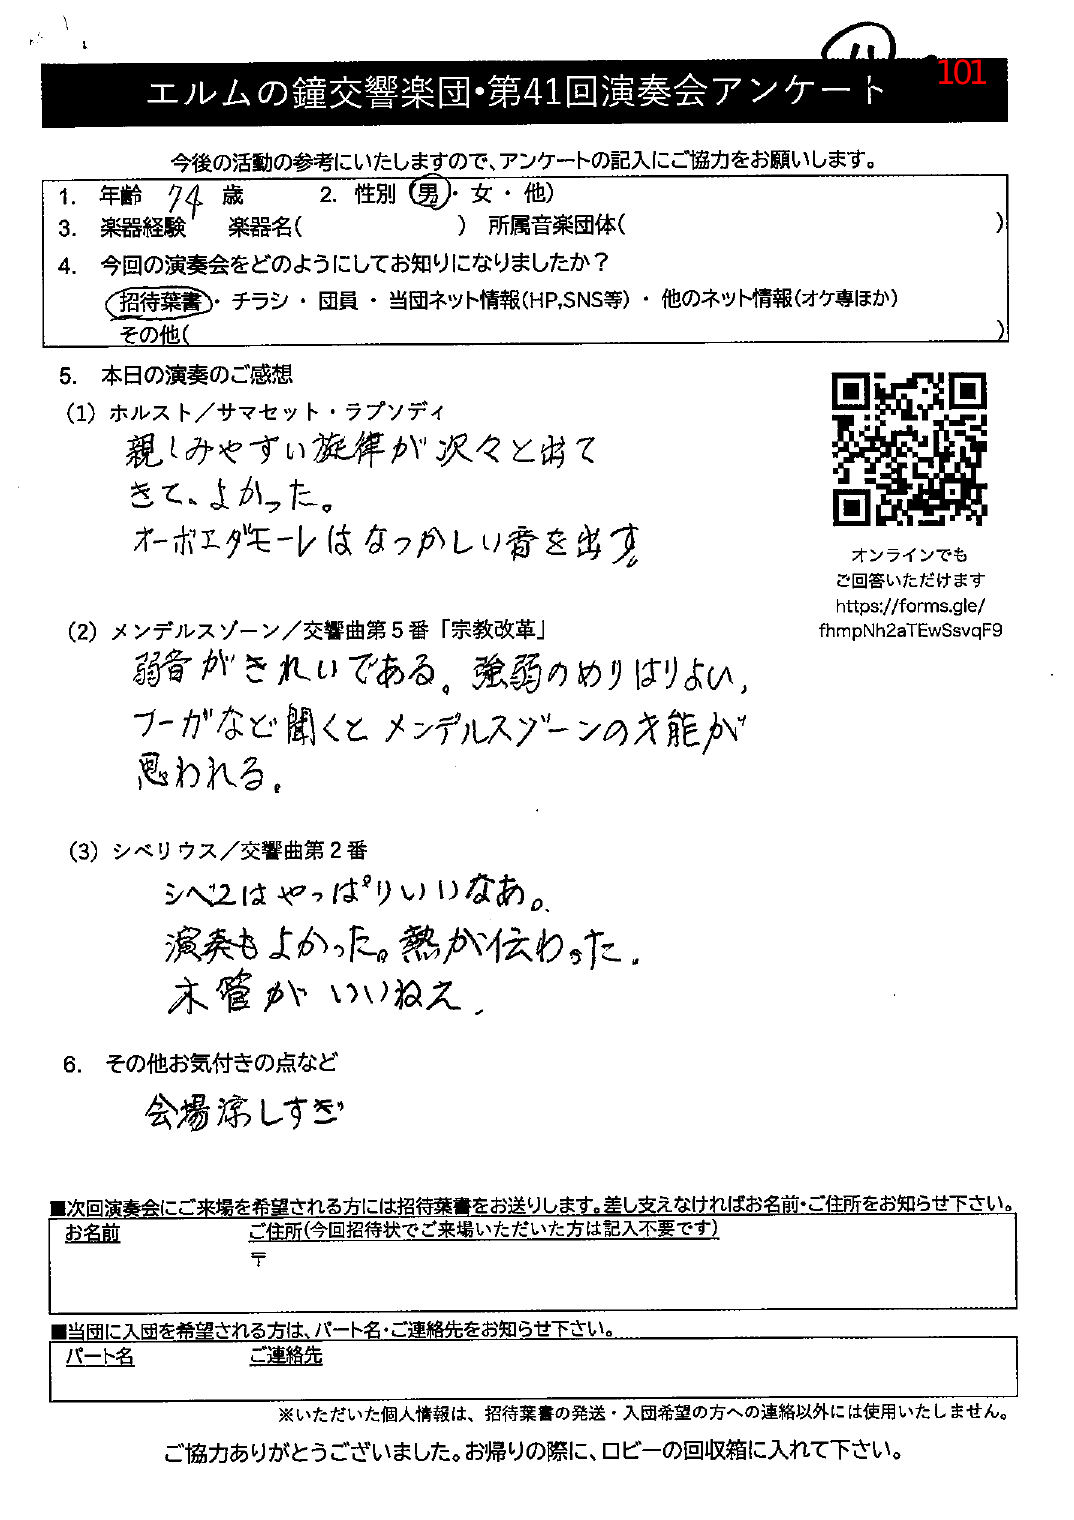 101
エルムの鐘交響楽団・第41回演奏会アンケート
今後の活動の参考にいたしますので、アンケートの記入にご協力をお願いします。
1. 年齢 74 歳 2. 性別 (男・女・他)
3. 楽器経験 楽器名( ) 所属音楽団体( )
4. 今回の演奏会をどのようにしてお知りになりましたか？
招待葉書・チラシ・団員・当団ネット情報(HP,SNS等)・他のネット情報(オケ専ほか)
その他( )
5. 本日の演奏のご感想
(1) ホルスト／サマセット・ラプソディ
親しみやすい旋律が沢々と出て
きて、よかった。
オーボエダモーレはなつかしい音を出す。
オンラインでも
ご回答いただけます
https://forms.gle/
fhmpNh2aTEwSsvqF9
(2) メンデルスゾーン／交響曲第５番「宗教改革」
弱音がきれいである。強弱のめりはりよい、
フーガなど聞くとメンデルスゾーンの才能が
思われる。
(3) シベリウス／交響曲第２番
シベ2はやっぱりいいなあ。
演奏もよかった。熱が伝わった.
木管がいいねえ.
6. その他お気付きの点など
会場涼しすぎ
■次回演奏会にご来場を希望される方には招待葉書をお送りします。差し支えなければお名前・ご住所をお知らせ下さい。
お名前 ご住所(今回招待状でご来場いただいた方は記入不要です)
〒
■当団に入団を希望される方は、パート名・ご連絡先をお知らせ下さい。
パート名 ご連絡先
※いただいた個人情報は、招待葉書の発送・入団希望の方への連絡以外には使用いたしません。
ご協力ありがとうございました。お帰りの際に、ロビーの回収箱に入れて下さい。